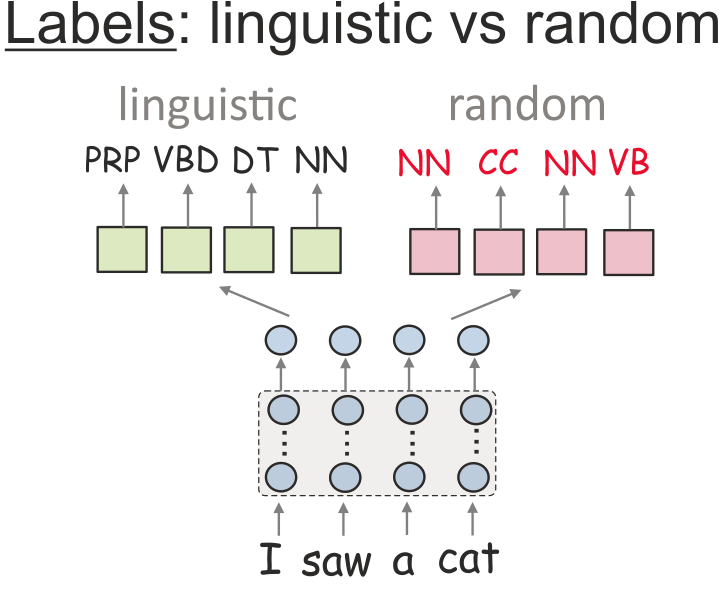 Labels: linguistic vs random
linguistic random
PRP VBD DT NN NN CC NN VB
I saw a cat